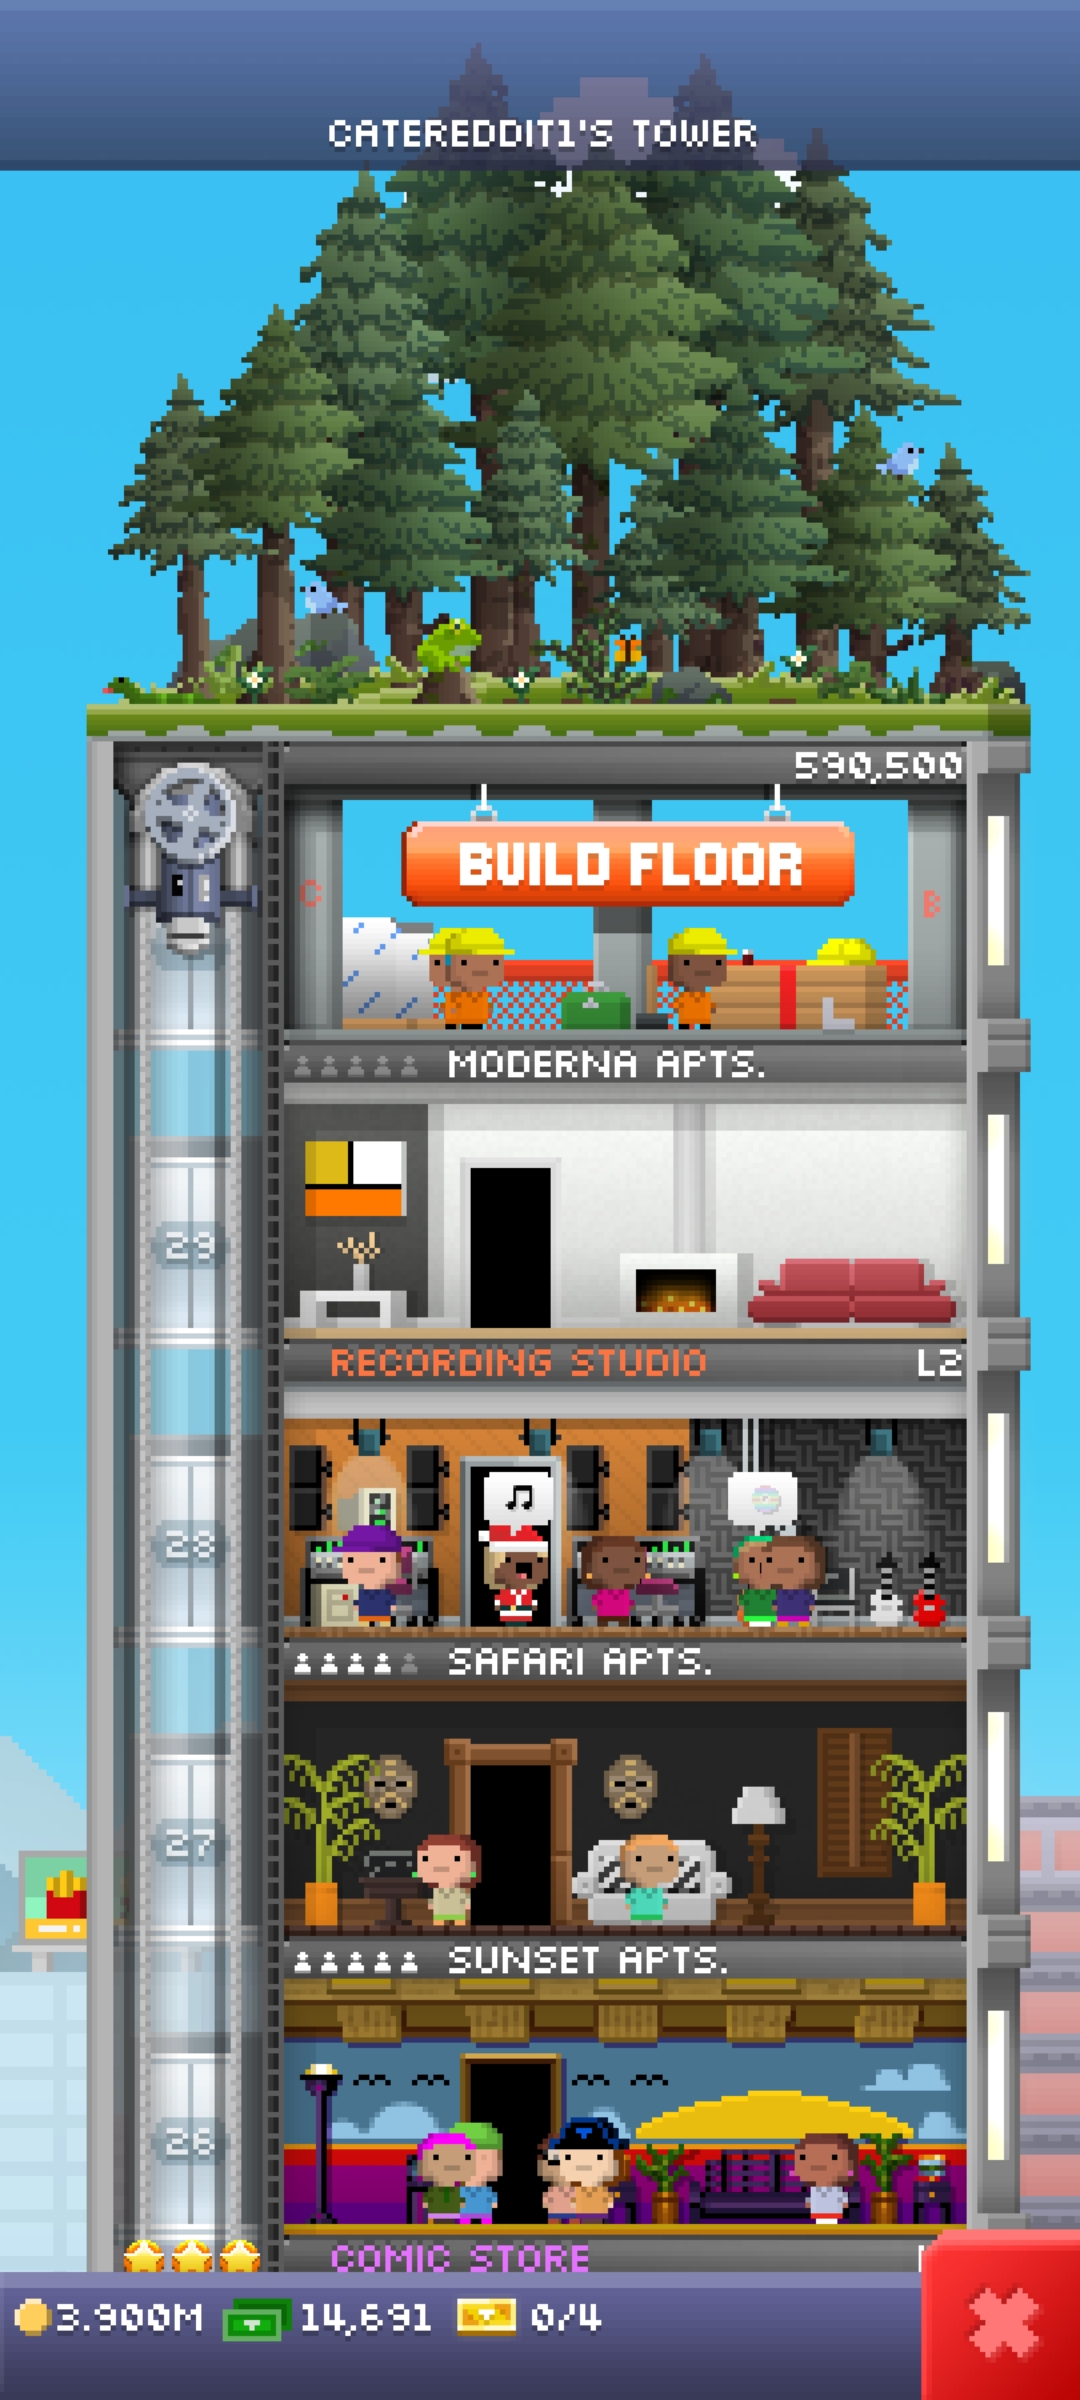 CATEREDDIT1'S TOWER
590,500
BUILD FLOOR
C
B
MODERNA APTS.
29
RECORDING STUDIO L2
28
SAFARI APTS.
27
SUNSET APTS.
26
COMIC STORE
3.900M 14,691 0/4